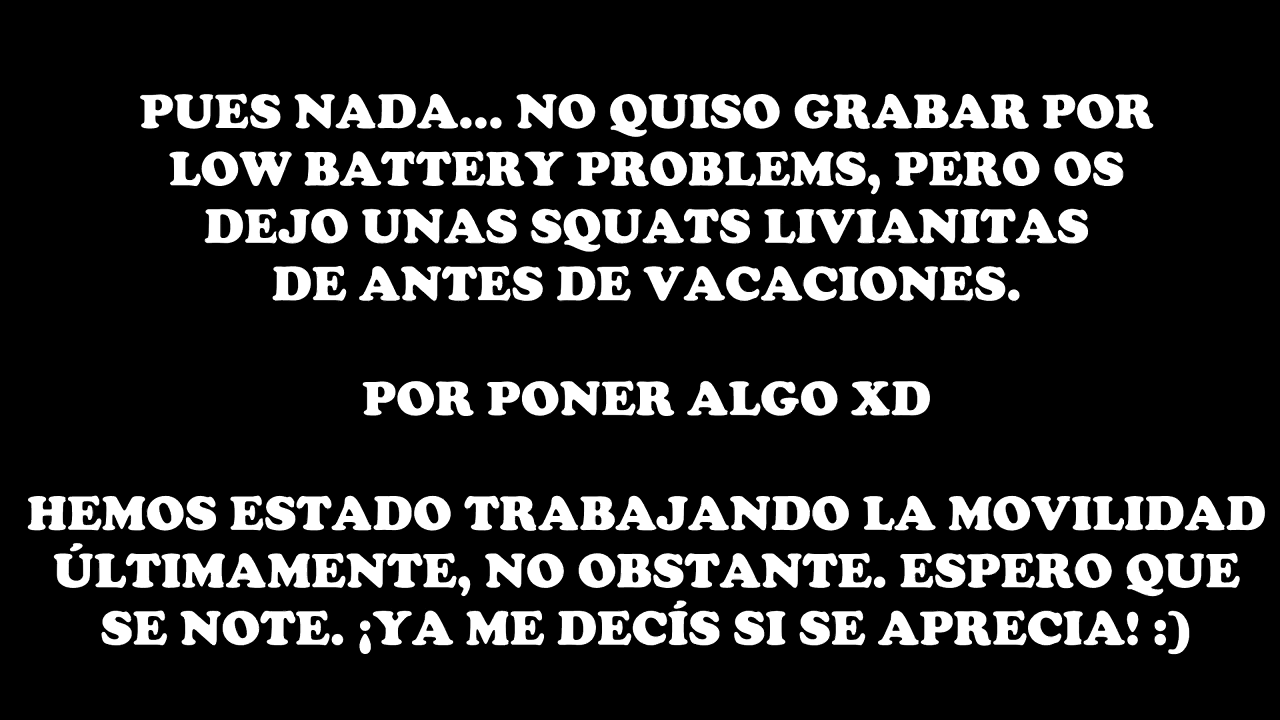 PUES NADA... NO QUISO GRABAR POR
LOW BATTERY PROBLEMS, PERO OS
DEJO UNAS SQUATS LIVIANITAS
DE ANTES DE VACACIONES.
POR PONER ALGO XD
HEMOS ESTADO TRABAJANDO LA MOVILIDAD
ÚLTIMAMENTE, NO OBSTANTE. ESPERO QUE
SE NOTE. ¡YA ME DECÍS SI SE APRECIA! :)